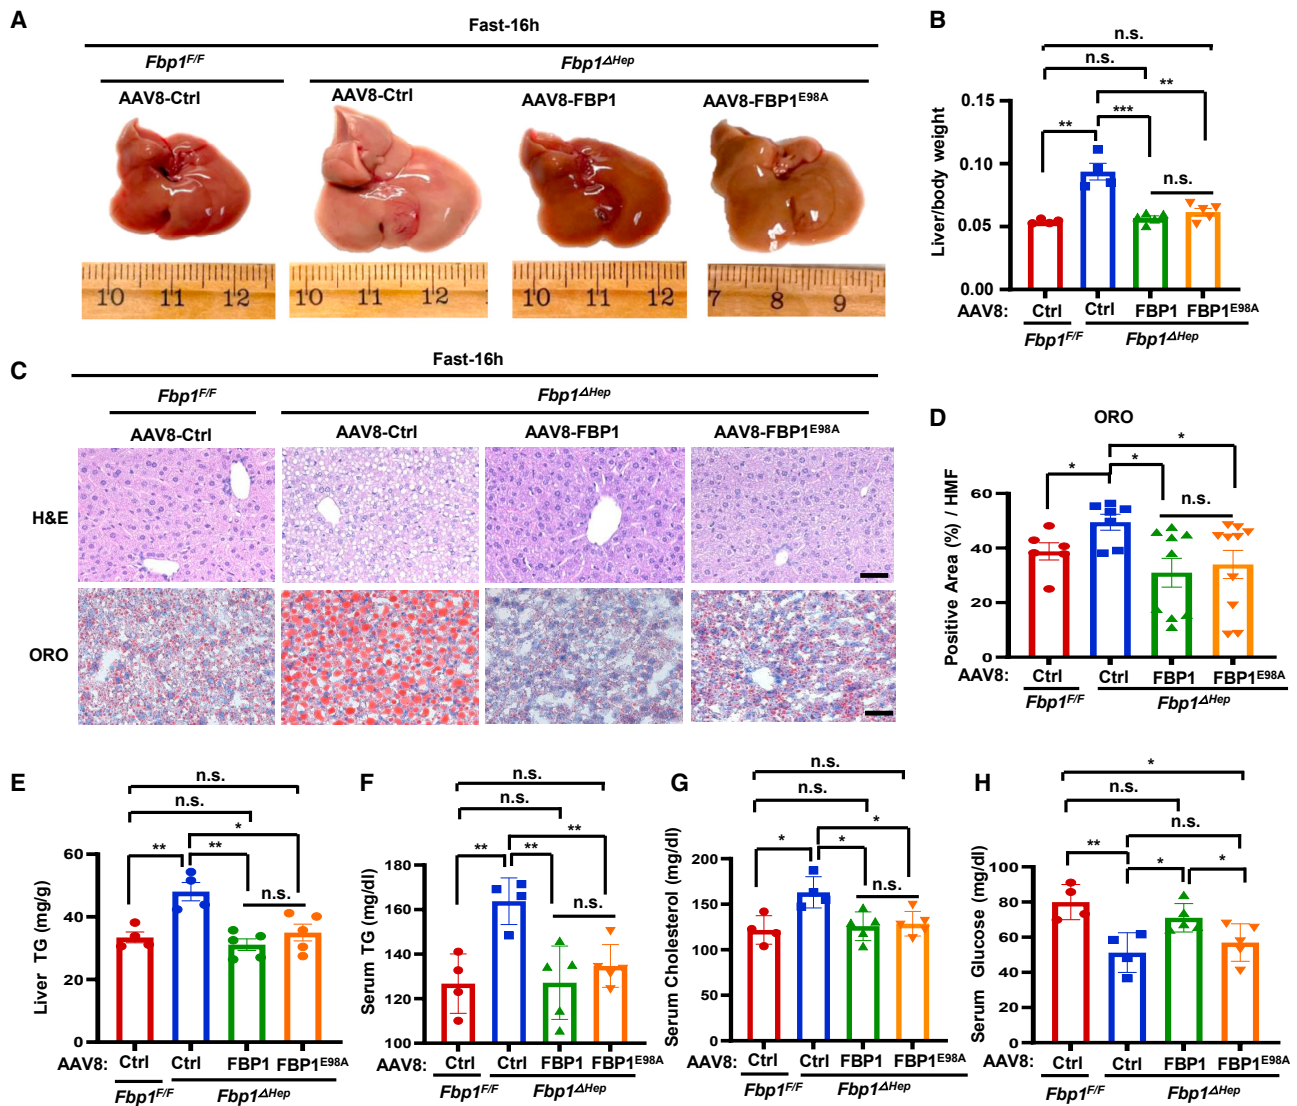 A
Fast-16h
Fbp1F/F
Fbp1ΔHep
AAV8-Ctrl
AAV8-Ctrl
AAV8-FBP1
AAV8-FBP1E98A
10 11 12
10 11 12
10 11 12
7 8 9
B
n.s.
n.s.
**
***
**
n.s.
Liver/body weight
0.15
0.10
0.05
0.00
AAV8: Ctrl Ctrl FBP1 FBP1E98A
Fbp1F/F Fbp1ΔHep
C
Fast-16h
Fbp1F/F
Fbp1ΔHep
AAV8-Ctrl
AAV8-Ctrl
AAV8-FBP1
AAV8-FBP1E98A
H&E
ORO
D
ORO
*
* *
n.s.
Positive Area (%) / HMF
60
40
20
0
AAV8: Ctrl Ctrl FBP1 FBP1E98A
Fbp1F/F Fbp1ΔHep
E
n.s.
n.s.
*
** **
n.s.
Liver TG (mg/g)
60
40
20
0
AAV8: Ctrl Ctrl FBP1 FBP1E98A
Fbp1F/F Fbp1ΔHep
F
n.s.
n.s.
**
** **
n.s.
Serum TG (mg/dl)
180
160
140
120
100
AAV8: Ctrl Ctrl FBP1 FBP1E98A
Fbp1F/F Fbp1ΔHep
G
n.s.
n.s.
*
* *
n.s.
Serum Cholesterol (mg/dl)
200
150
100
50
0
AAV8: Ctrl Ctrl FBP1 FBP1E98A
Fbp1F/F Fbp1ΔHep
H
*
n.s.
n.s.
**
* *
Serum Glucose (mg/dl)
100
80
60
40
20
0
AAV8: Ctrl Ctrl FBP1 FBP1E98A
Fbp1F/F Fbp1ΔHep